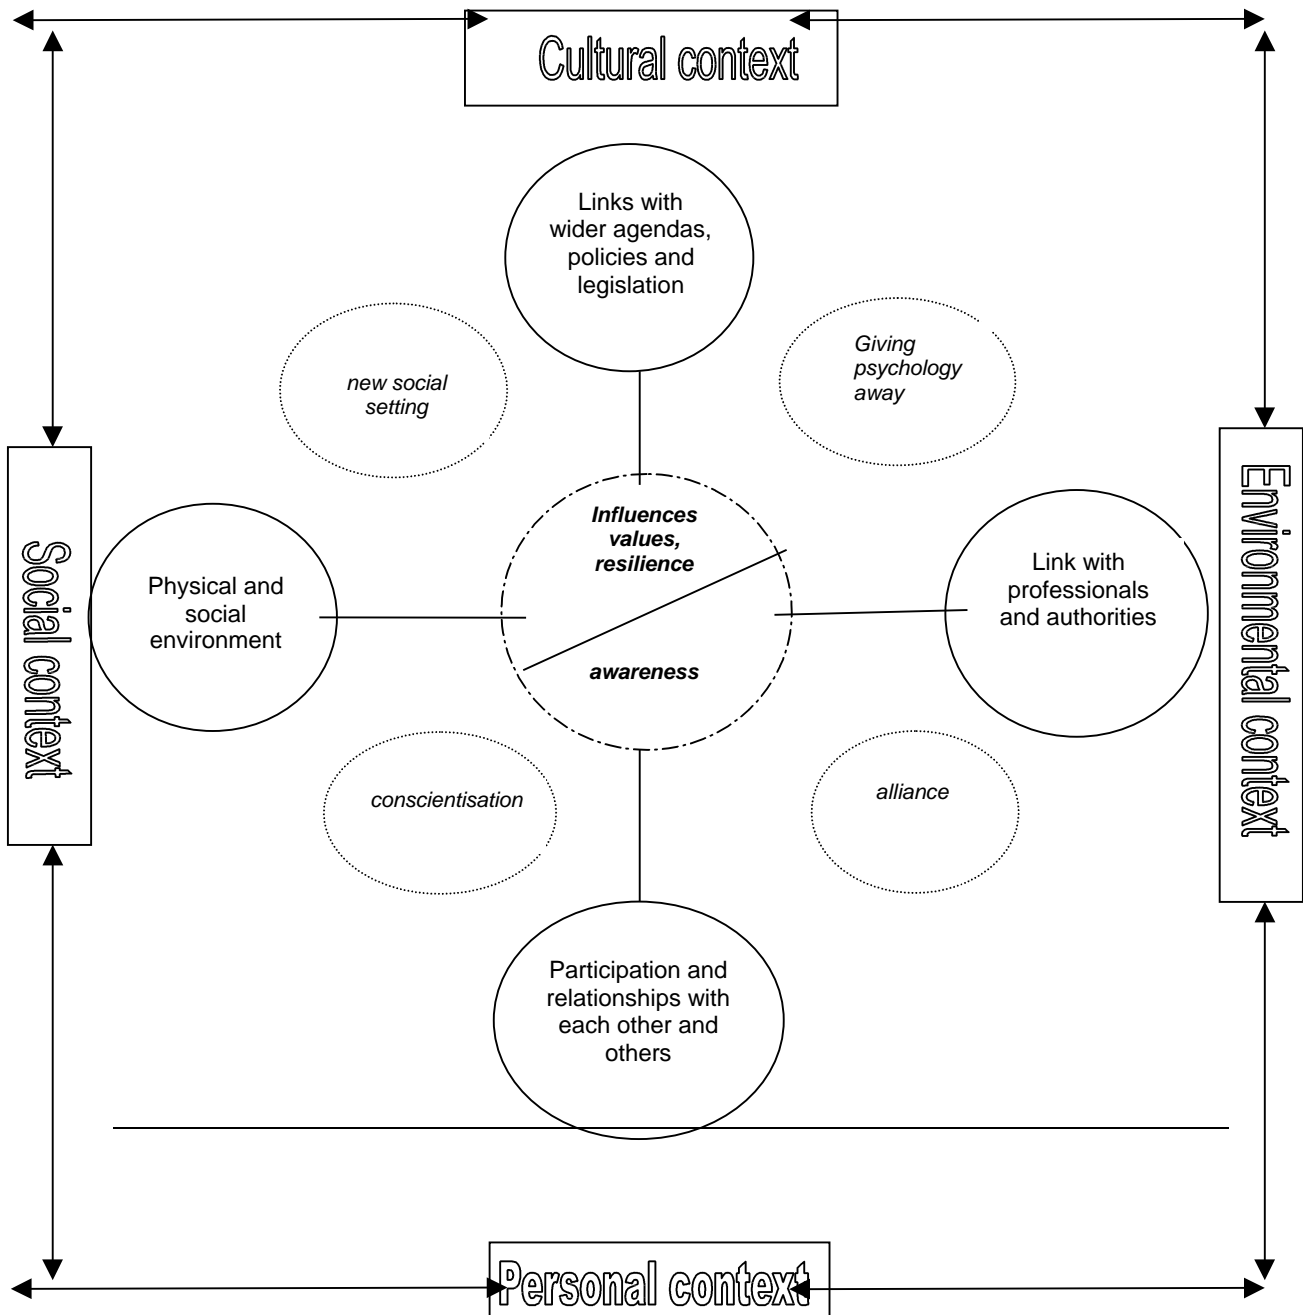 Cultural context
Links with
wider agendas,
policies and
legislation
new social
setting
Giving
psychology
away
Influences
values,
resilience
awareness
Social context
Physical and
social
environment
Link with
professionals
and authorities
Environmental context
conscientisation
alliance
Participation and
relationships with
each other and
others
Personal context